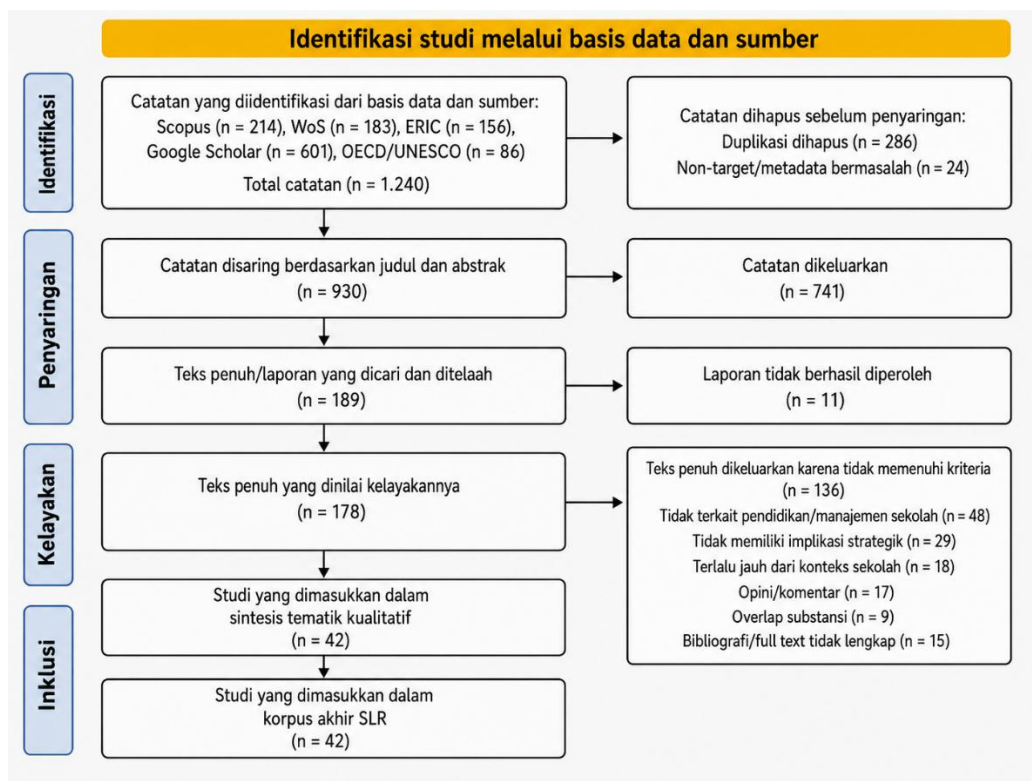 Identifikasi studi melalui basis data dan sumber
Identifikasi
Catatan yang diidentifikasi dari basis data dan sumber:
Scopus (n = 214), WoS (n = 183), ERIC (n = 156),
Google Scholar (n = 601), OECD/UNESCO (n = 86)
Total catatan (n = 1.240)
Catatan dihapus sebelum penyaringan:
Duplikasi dihapus (n = 286)
Non-target/metadata bermasalah (n = 24)
Penyaringan
Catatan disaring berdasarkan judul dan abstrak
(n = 930)
Catatan dikeluarkan
(n = 741)
Teks penuh/laporan yang dicari dan ditelaah
(n = 189)
Laporan tidak berhasil diperoleh
(n = 11)
Kelayakan
Teks penuh yang dinilai kelayakannya
(n = 178)
Teks penuh dikeluarkan karena tidak memenuhi kriteria
(n = 136)
Tidak terkait pendidikan/manajemen sekolah (n = 48)
Tidak memiliki implikasi strategik (n = 29)
Terlalu jauh dari konteks sekolah (n = 18)
Opini/komentar (n = 17)
Overlap substansi (n = 9)
Bibliografi/full text tidak lengkap (n = 15)
Inklusi
Studi yang dimasukkan dalam
sintesis tematik kualitatif
(n = 42)
Studi yang dimasukkan dalam
korpus akhir SLR
(n = 42)